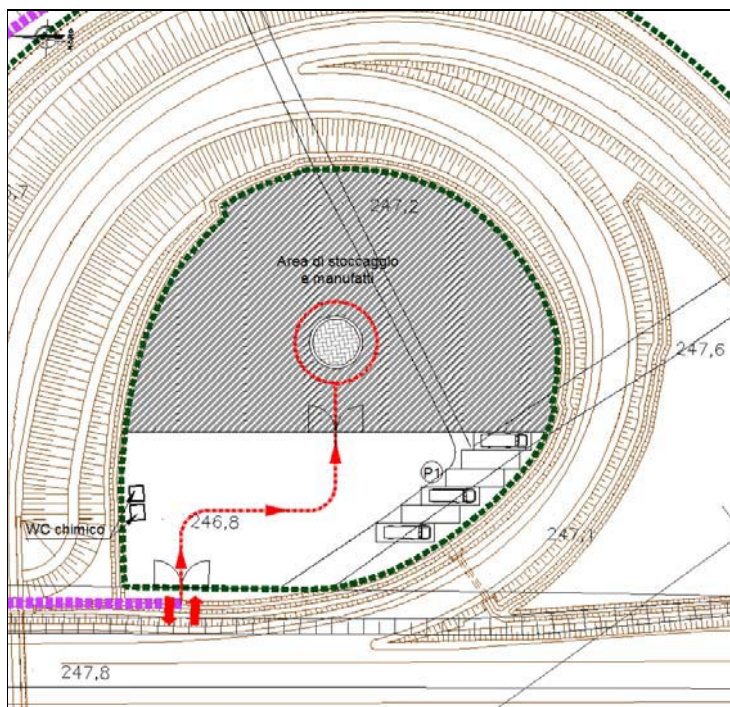 247,2
Area di stoccaggio
e manufatti
247,6
P1
246,8
WC chimico
247,1
247,8